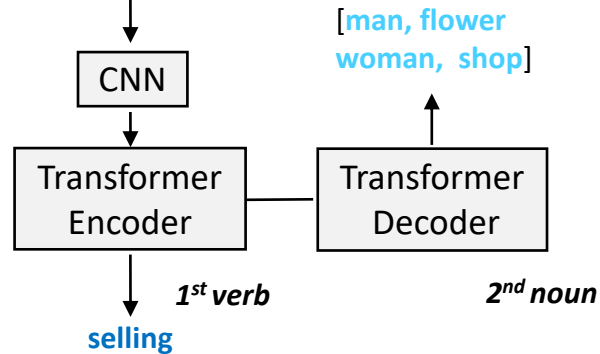 [man, flower
woman, shop]
CNN
Transformer
Encoder
Transformer
Decoder
1st verb
2nd noun
selling